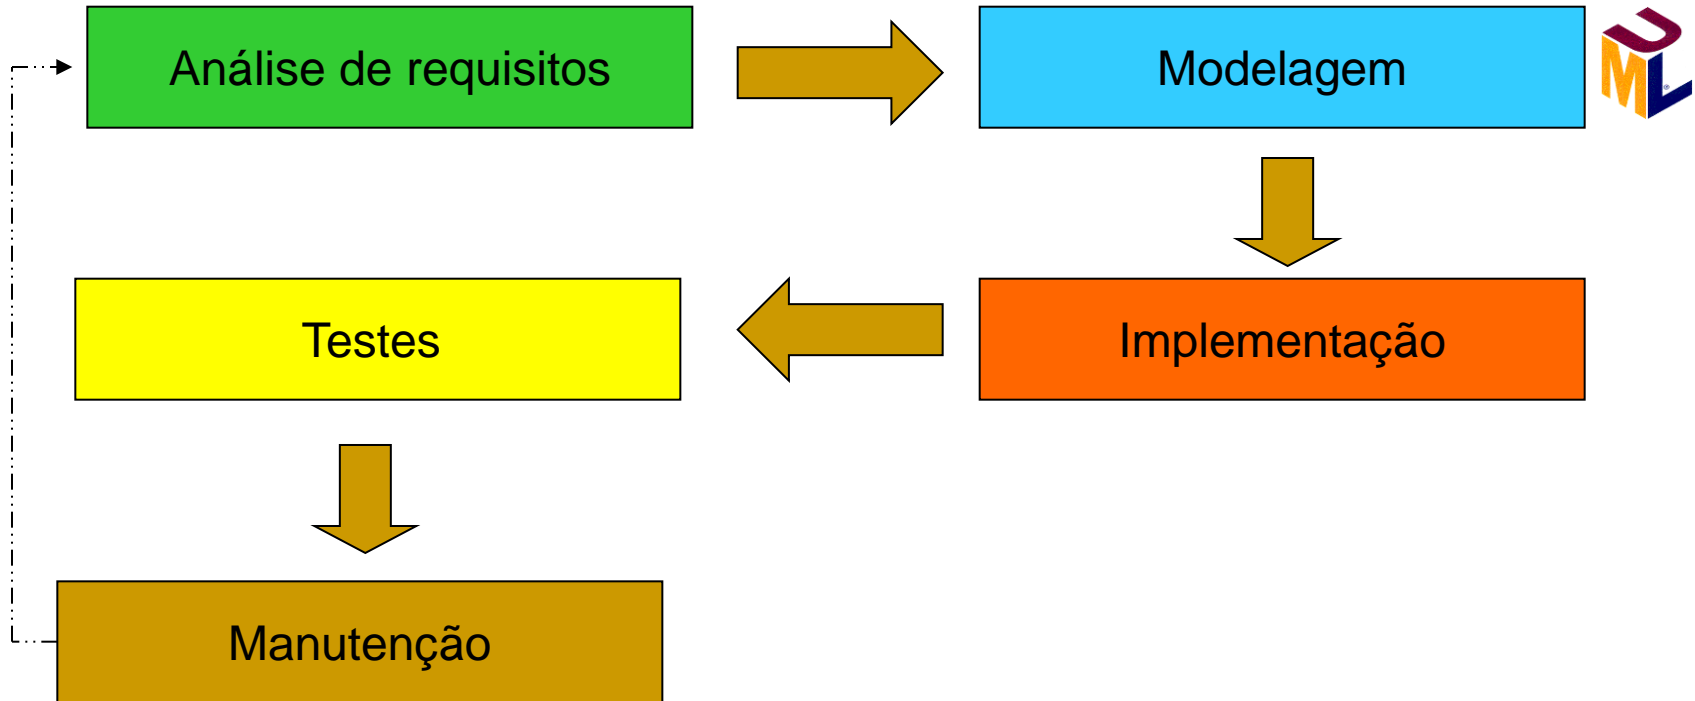 Análise de requisitos
Modelagem
UML
Testes
Implementação
Manutenção